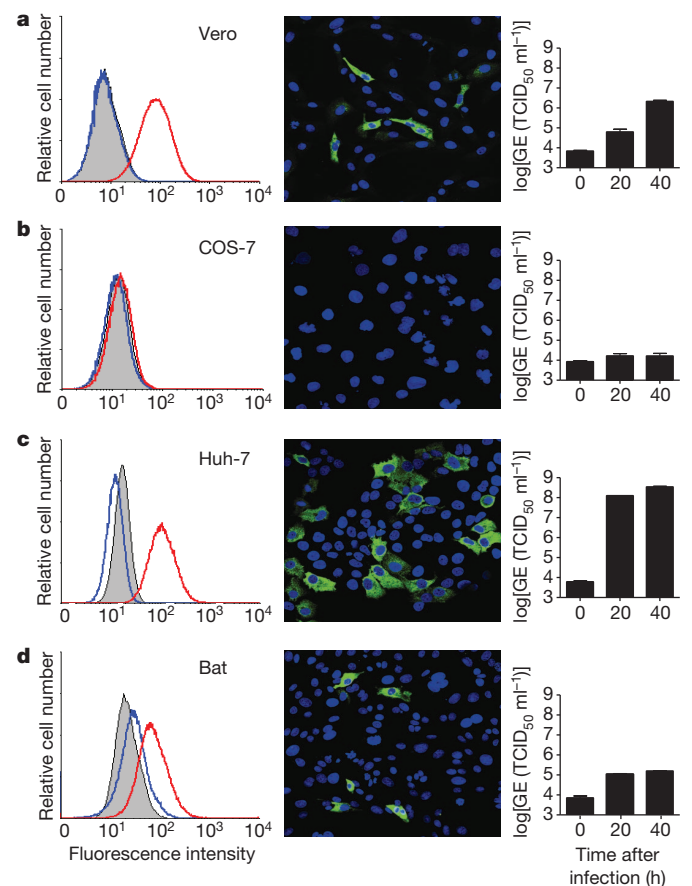 a
Vero
Relative cell number
0 10¹ 10² 10³ 10⁴
log[GE (TCID₅₀ ml⁻¹)]
9
8
7
6
5
4
3
0 20 40
b
COS-7
Relative cell number
0 10¹ 10² 10³ 10⁴
log[GE (TCID₅₀ ml⁻¹)]
9
8
7
6
5
4
3
0 20 40
c
Huh-7
Relative cell number
0 10¹ 10² 10³ 10⁴
log[GE (TCID₅₀ ml⁻¹)]
9
8
7
6
5
4
3
0 20 40
d
Bat
Relative cell number
0 10¹ 10² 10³ 10⁴
Fluorescence intensity
log[GE (TCID₅₀ ml⁻¹)]
9
8
7
6
5
4
3
0 20 40
Time after
infection (h)